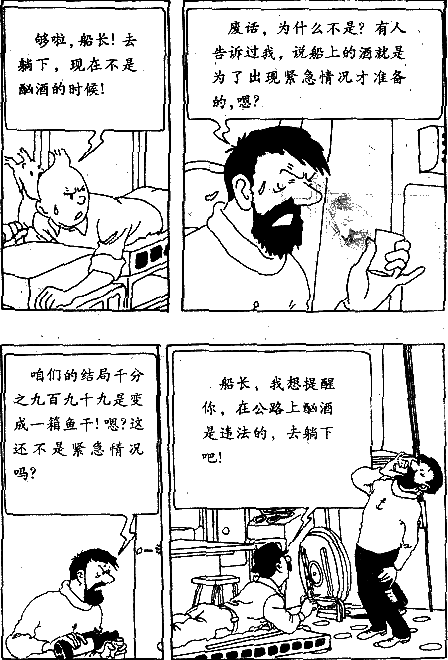 够啦，船长！去
躺下，现在不是
酗酒的时候！
废话，为什么不是？有人
告诉过我，说船上的酒就是
为了出现紧急情况才准备
的，嗯？
咱们的结局千分
之九百九十九是变
成一箱鱼干！嗯？这
还不是紧急情况
吗？
船长，我想提醒
你，在公路上酗酒
是违法的，去躺下
吧！